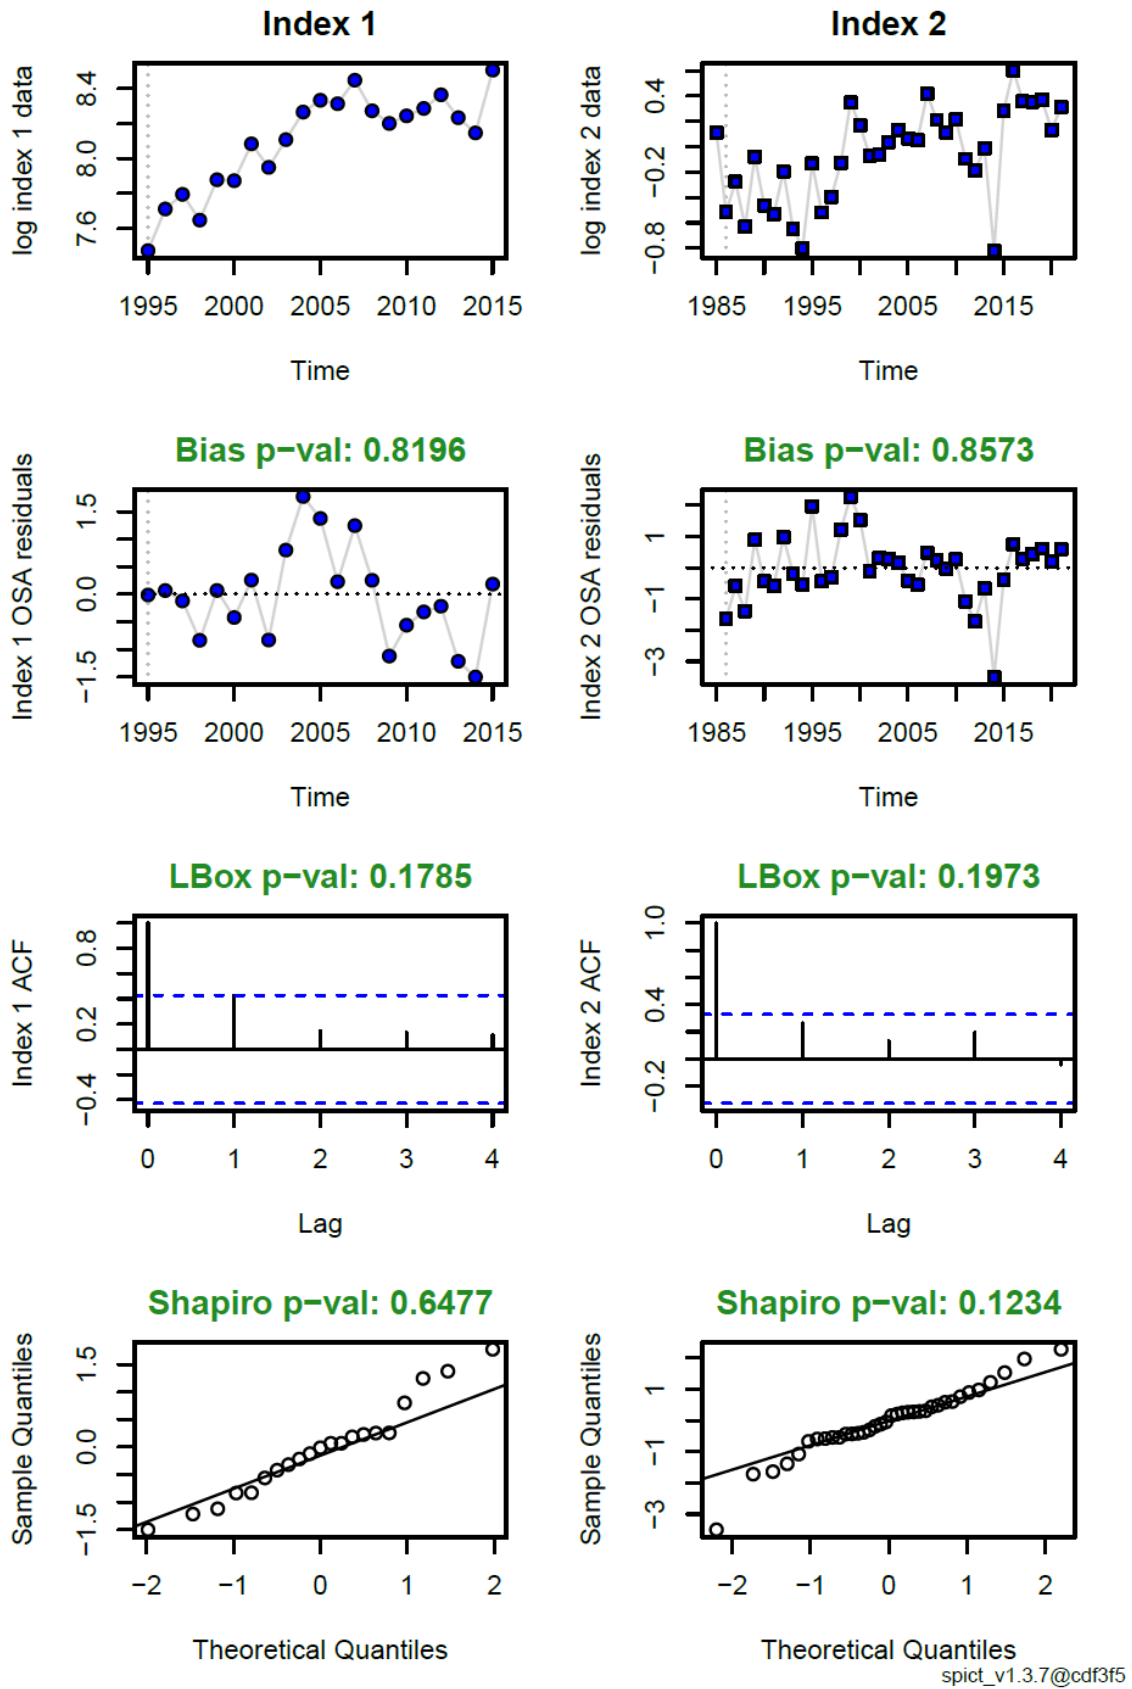 Index 1
log index 1 data
7.6 8.0 8.4
1995 2000 2005 2010 2015
Time
Index 2
log index 2 data
−0.8 −0.2 0.4
1985 1995 2005 2015
Time
Bias p−val: 0.8196
Index 1 OSA residuals
−1.5 0.0 1.5
1995 2000 2005 2010 2015
Time
Bias p−val: 0.8573
Index 2 OSA residuals
−3 −1 1
1985 1995 2005 2015
Time
LBox p−val: 0.1785
Index 1 ACF
−0.4 0.2 0.8
0 1 2 3 4
Lag
LBox p−val: 0.1973
Index 2 ACF
−0.2 0.4 1.0
0 1 2 3 4
Lag
Shapiro p−val: 0.6477
Sample Quantiles
−1.5 0.0 1.5
−2 −1 0 1 2
Theoretical Quantiles
Shapiro p−val: 0.1234
Sample Quantiles
−3 −1 1
−2 −1 0 1 2
Theoretical Quantiles
spict_v1.3.7@cdf3f5